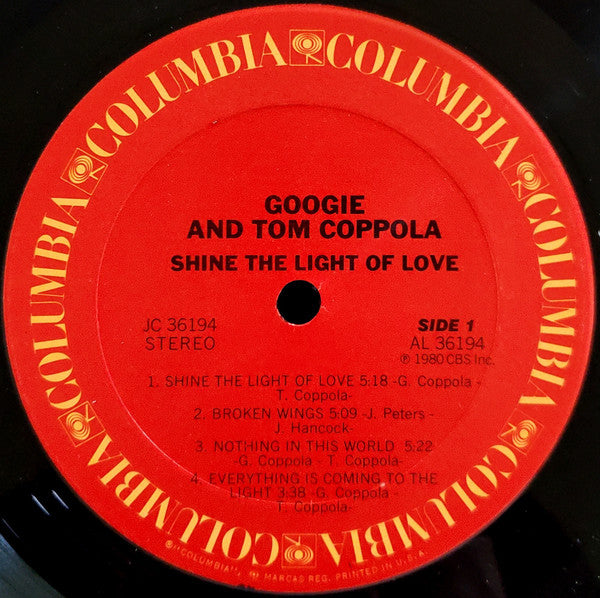 COLUMBIA COLUMBIA COLUMBIA COLUMBIA COLUMBIA COLUMBIA
GOOGIE
AND TOM COPPOLA
SHINE THE LIGHT OF LOVE
JC 36194
STEREO
SIDE 1
AL 36194
℗ 1980 CBS Inc.
1. SHINE THE LIGHT OF LOVE 5:18 -G. Coppola -
T. Coppola-
2. BROKEN WINGS 5:09 -J. Peters -
J. Hancock-
3. NOTHING IN THIS WORLD 5:22
-G. Coppola - T. Coppola-
4. EVERYTHING IS COMING TO THE
LIGHT 3:38 -G. Coppola -
T. Coppola-
"COLUMBIA", MARCAS REG. PRINTED IN U.S.A.